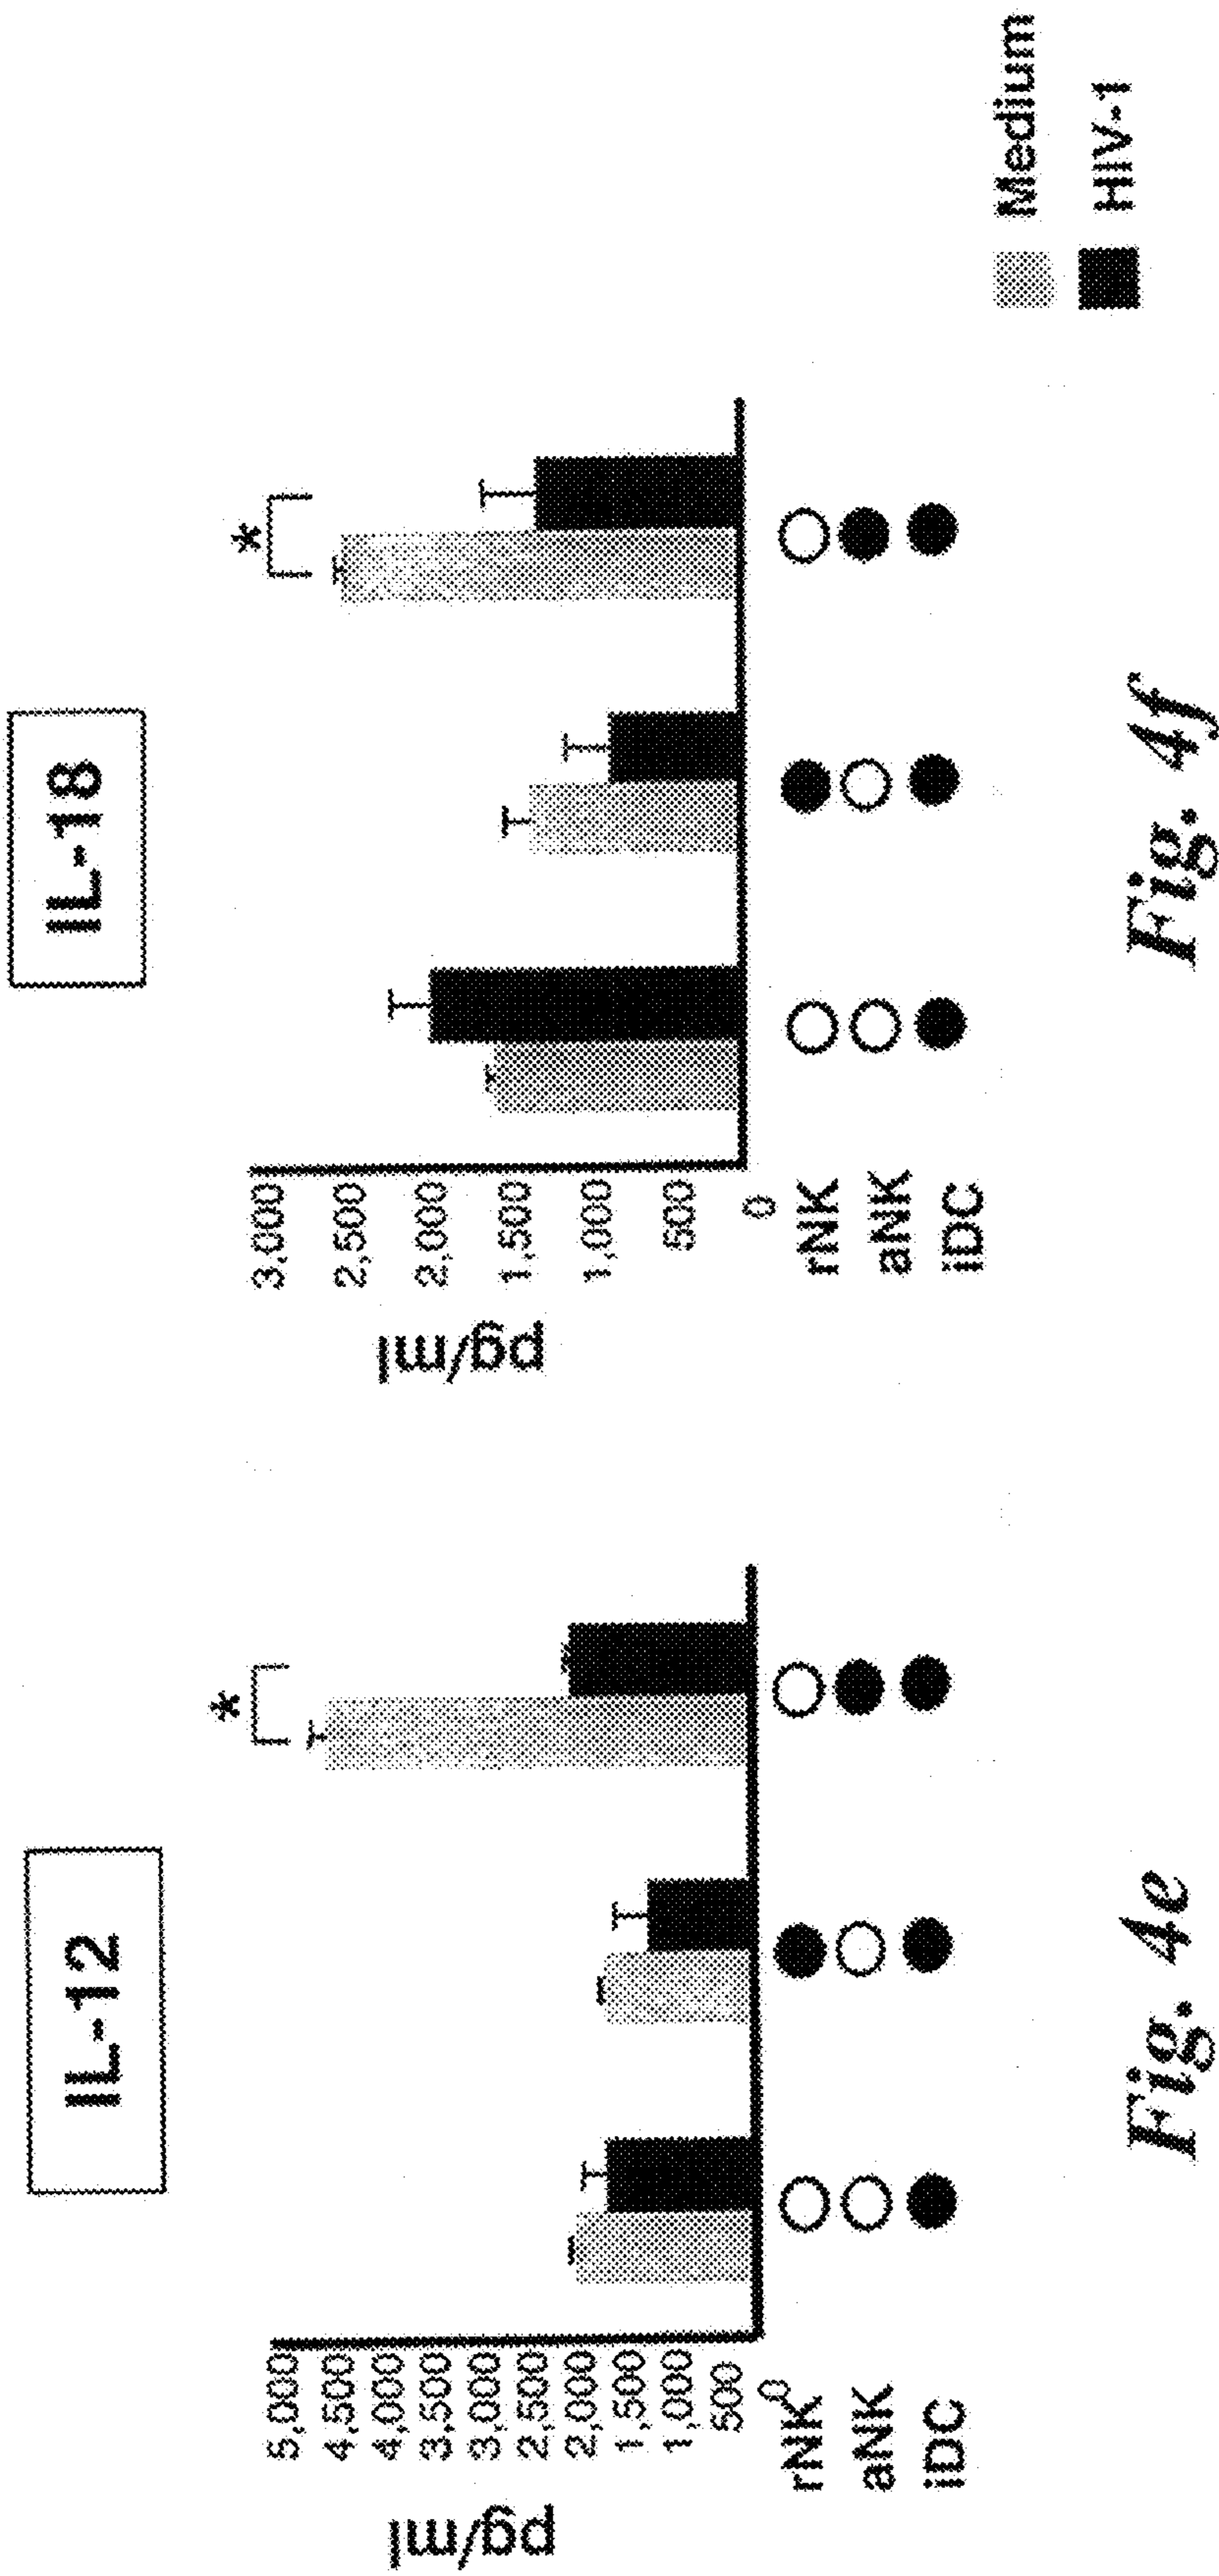 IL-12
pg/ml
5,000
4,500
4,000
3,500
3,000
2,500
2,000
1,500
1,000
500
0
rNK
aNK
iDC
*
Fig. 4e
IL-18
pg/ml
3,000
2,500
2,000
1,500
1,000
500
0
rNK
aNK
iDC
*
Medium
HIV-1
Fig. 4f